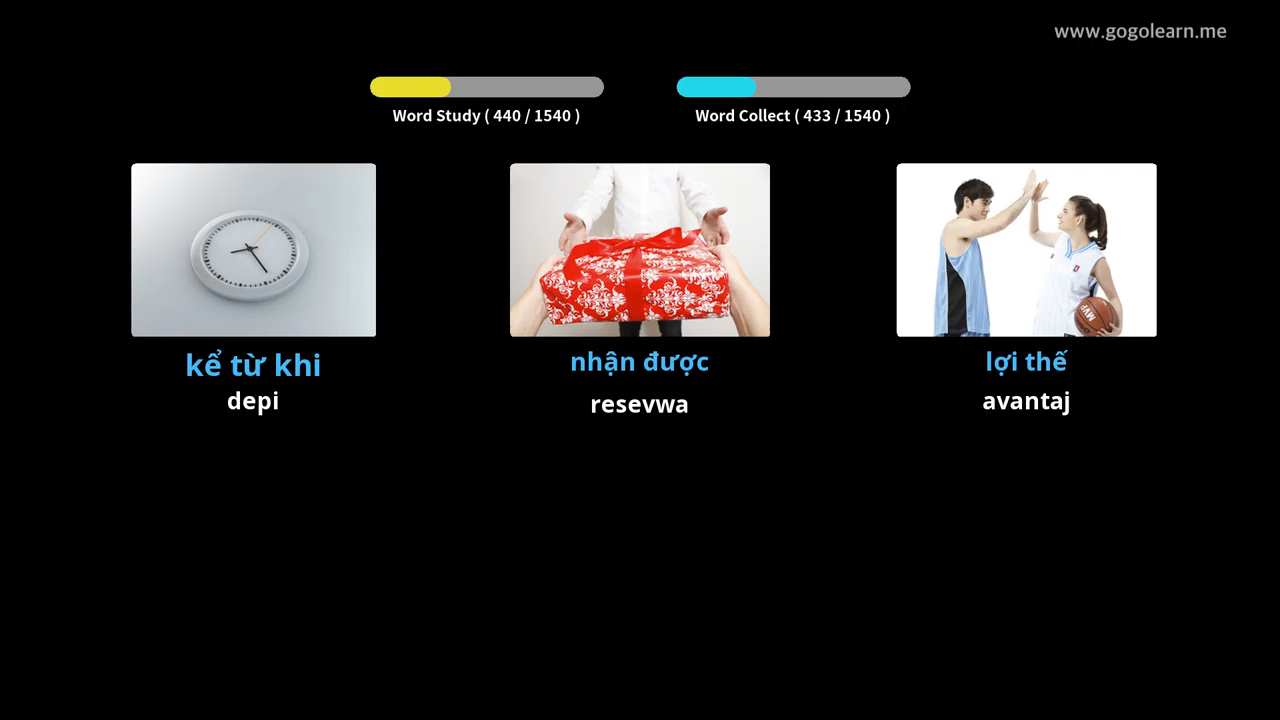 www.gogolearn.me
Word Study ( 440 / 1540 )
Word Collect ( 433 / 1540 )
kể từ khi
nhận được
lợi thế
depi
resevwa
avantaj
MVP